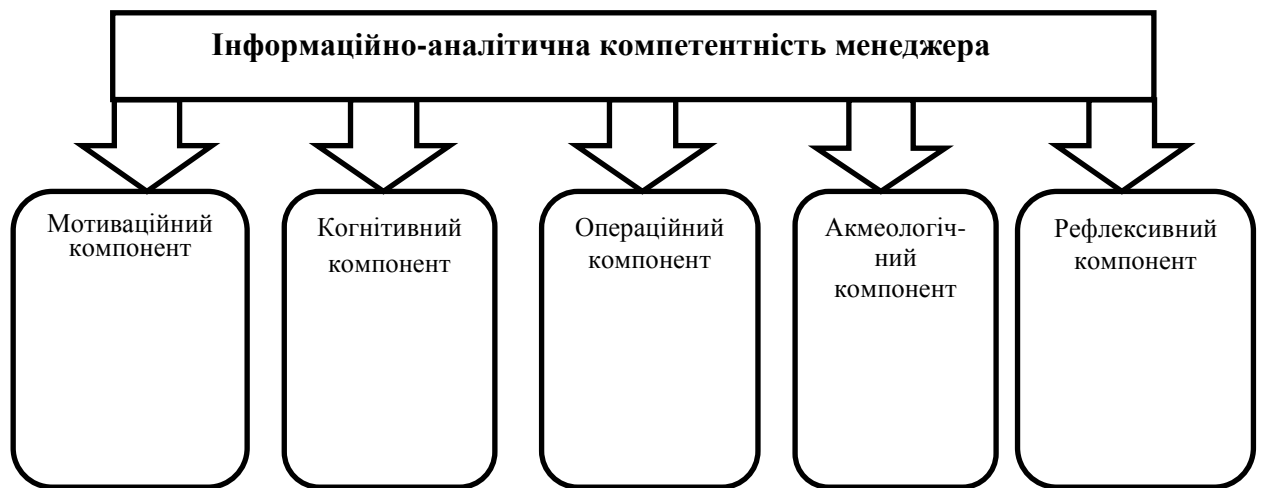 Інформаційно-аналітична компетентність менеджера
Мотиваційний
компонент
Когнітивний
компонент
Операційний
компонент
Акмеологіч-
ний
компонент
Рефлексивний
компонент